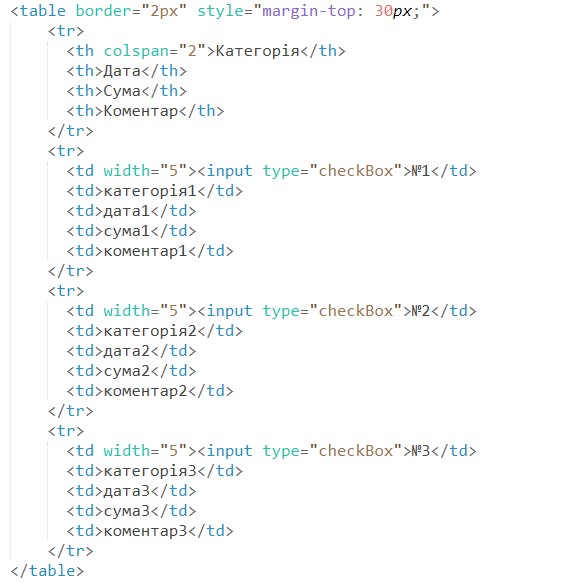 <table border="2px" style="margin-top: 30px;">
    <tr>
      <th colspan="2">Категорія</th>
      <th>Дата</th>
      <th>Сума</th>
      <th>Коментар</th>
    </tr>
    <tr>
      <td width="5"><input type="checkBox">№1</td>
      <td>категорія1</td>
      <td>дата1</td>
      <td>сума1</td>
      <td>коментар1</td>
    </tr>
    <tr>
      <td width="5"><input type="checkBox">№2</td>
      <td>категорія2</td>
      <td>дата2</td>
      <td>сума2</td>
      <td>коментар2</td>
    </tr>
    <tr>
      <td width="5"><input type="checkBox">№3</td>
      <td>категорія3</td>
      <td>дата3</td>
      <td>сума3</td>
      <td>коментар3</td>
    </tr>
</table>